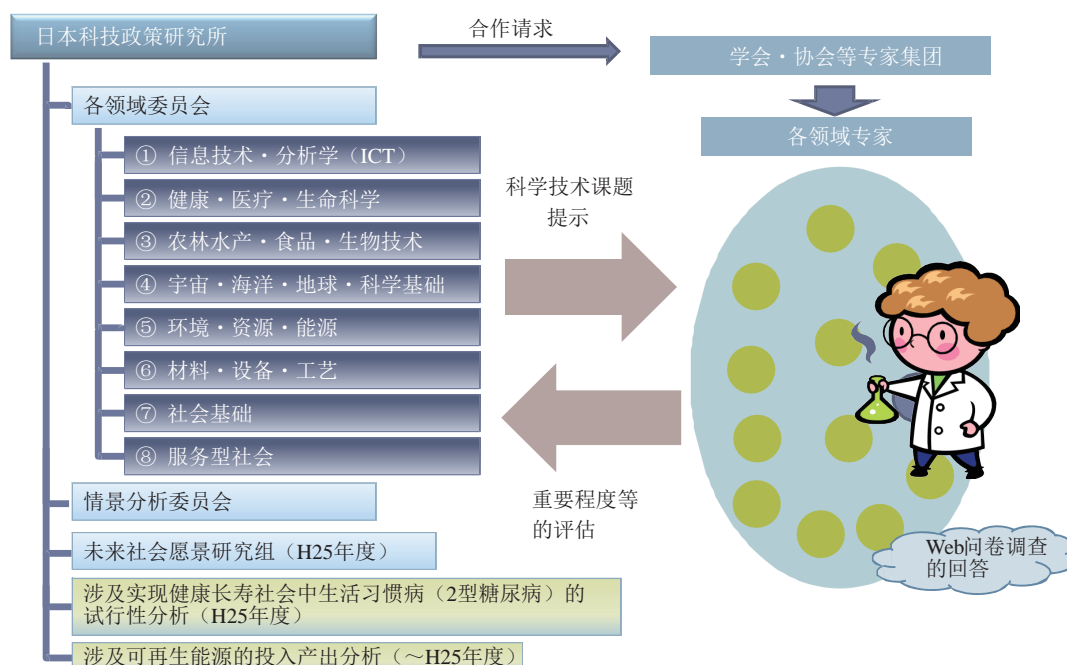 日本科技政策研究所
合作请求
学会・协会等专家集团
各领域专家
各领域委员会
① 信息技术・分析学（ICT）
② 健康・医疗・生命科学
③ 农林水产・食品・生物技术
④ 宇宙・海洋・地球・科学基础
⑤ 环境・资源・能源
⑥ 材料・设备・工艺
⑦ 社会基础
⑧ 服务型社会
科学技术课题
提示
重要程度等
的评估
情景分析委员会
未来社会愿景研究组（H25年度）
涉及实现健康长寿社会中生活习惯病（2型糖尿病）的
试行性分析（H25年度）
涉及可再生能源的投入产出分析（～H25年度）
Web问卷调查
的回答